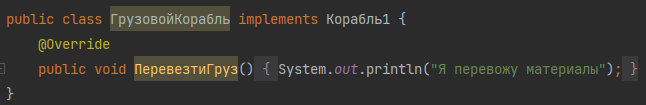 public class ГрузовойКорабль implements Корабль1 {
@Override
public void ПеревезтиГруз() { System.out.println("Я перевожу материалы"); }
}